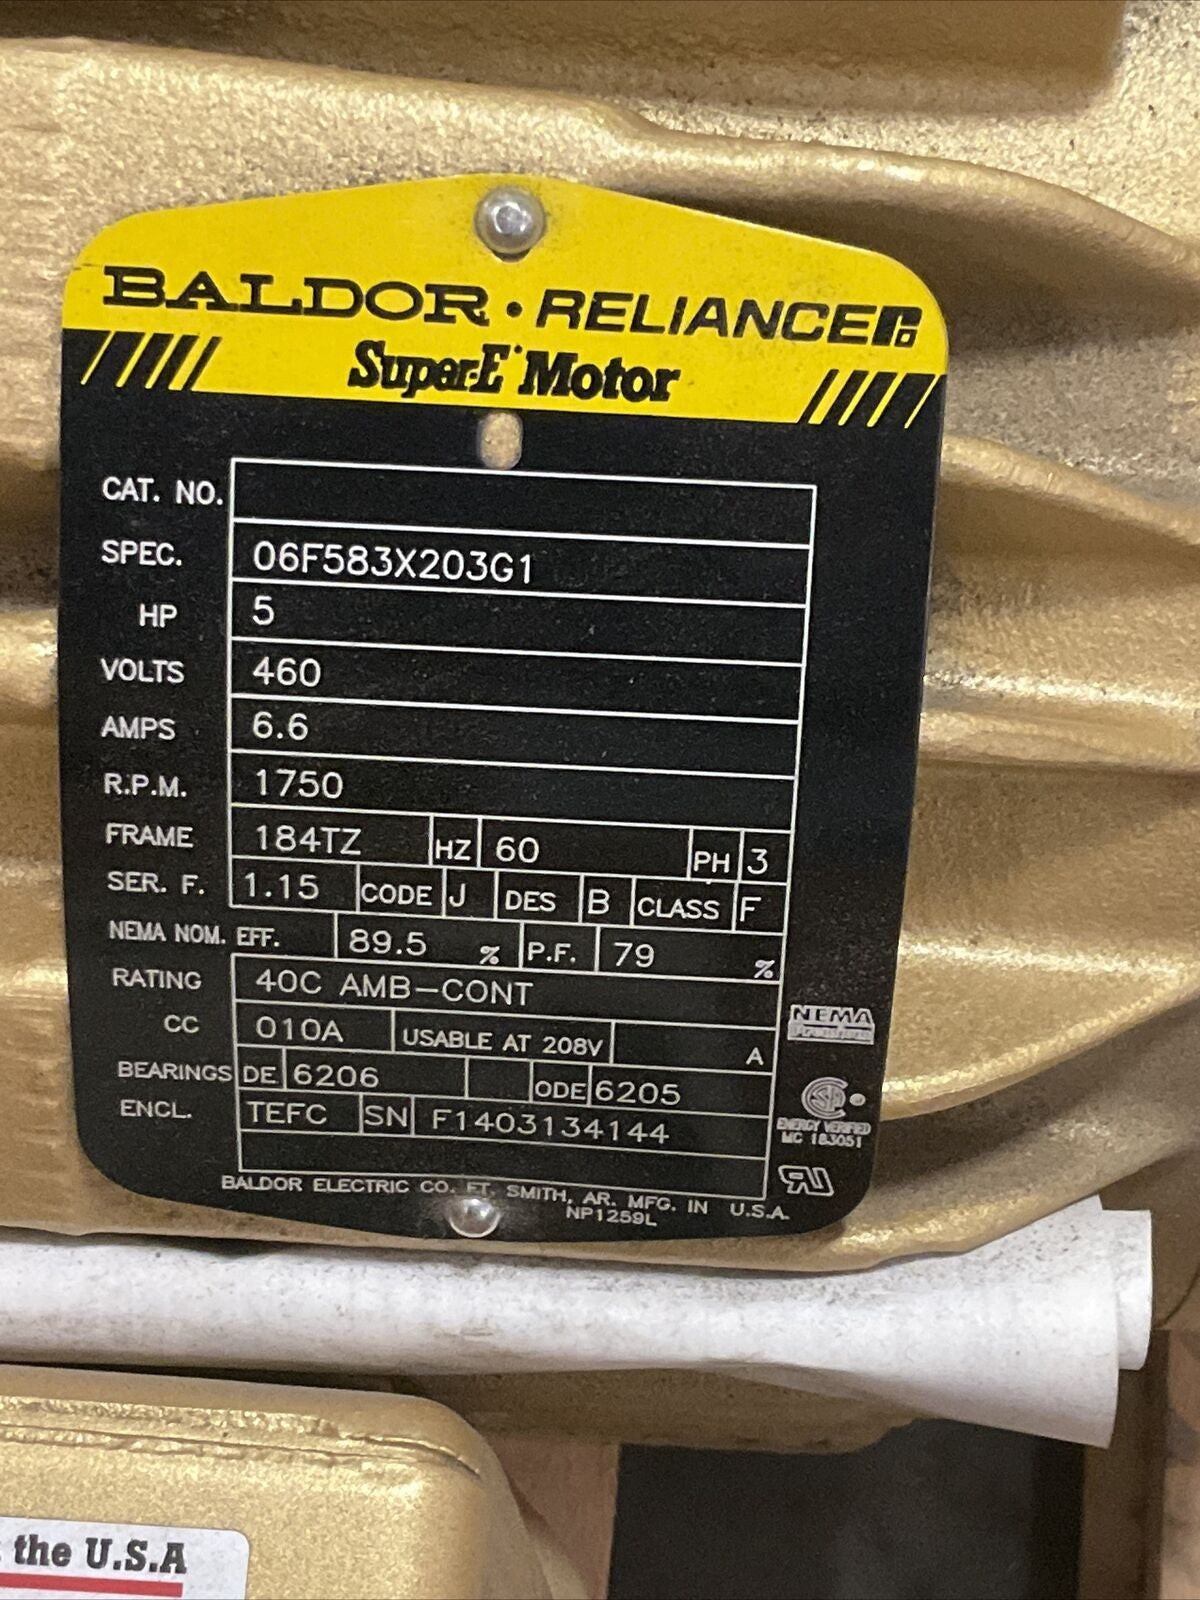 BALDOR • RELIANCER
Super-E Motor
CAT. NO.
SPEC. 06F583X203G1
HP 5
VOLTS 460
AMPS 6.6
R.P.M. 1750
FRAME 184TZ HZ 60 PH 3
SER. F. 1.15 CODE J DES B CLASS F
NEMA NOM. EFF. 89.5 % P.F. 79 %
RATING 40C AMB-CONT
CC 010A USABLE AT 208V A
BEARINGS DE 6206 ODE 6205
ENCL. TEFC SN F1403134144
NEMA
ENERGY VERIFIED
MC 183051
BALDOR ELECTRIC CO. FT. SMITH, AR. MFG. IN U.S.A.
NP1259L
the U.S.A